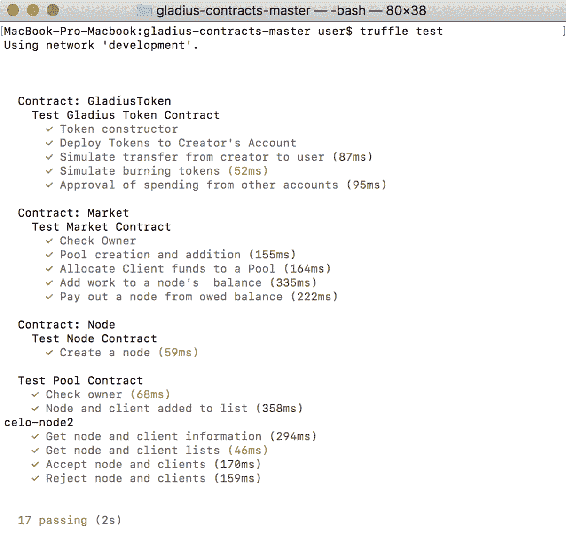 gladius-contracts-master — -bash — 80×38
[MacBook-Pro-Macbook:gladius-contracts-master user$ truffle test ]
Using network 'development'.
Contract: GladiusToken
Test Gladius Token Contract
✓ Token constructor
✓ Deploy Tokens to Creator's Account
✓ Simulate transfer from creator to user (87ms)
✓ Simulate burning tokens (52ms)
✓ Approval of spending from other accounts (95ms)
Contract: Market
Test Market Contract
✓ Check Owner
✓ Pool creation and addition (155ms)
✓ Allocate Client funds to a Pool (164ms)
✓ Add work to a node's  balance (335ms)
✓ Pay out a node from owed balance (222ms)
Contract: Node
Test Node Contract
✓ Create a node (59ms)
Test Pool Contract
✓ Check owner (68ms)
✓ Node and client added to list (358ms)
celo-node2
✓ Get node and client information (294ms)
✓ Get node and client lists (46ms)
✓ Accept node and clients (170ms)
✓ Reject node and clients (159ms)
17 passing (2s)